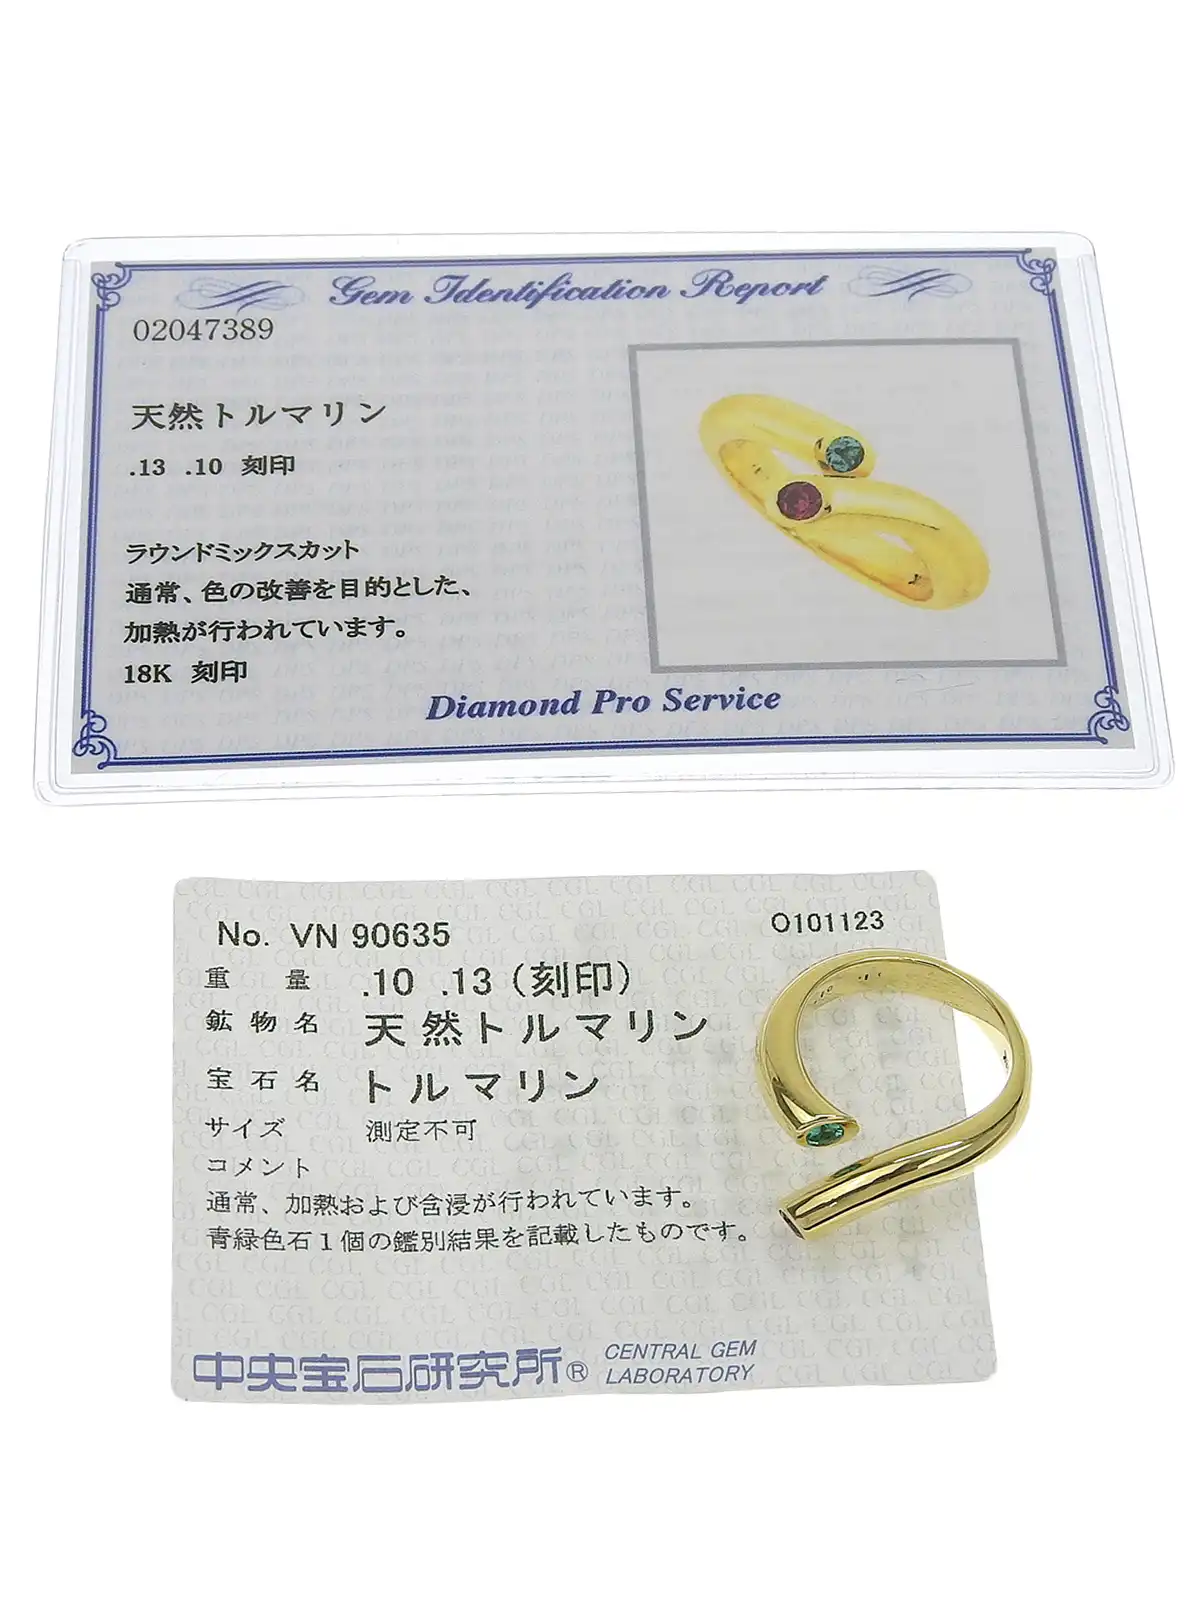 Gem Identification Report
02047389
天然トルマリン
.13 .10 刻印
ラウンドミックスカット
通常、色の改善を目的とした、
加熱が行われています。
18K 刻印
Diamond Pro Service
No. VN 90635
O101123
重量 .10 .13 (刻印)
鉱物名 天然トルマリン
宝石名 トルマリン
サイズ 測定不可
コメント
通常、加熱および含浸が行われています。
青緑色石1個の鑑別結果を記載したものです。
中央宝石研究所® CENTRAL GEM
LABORATORY